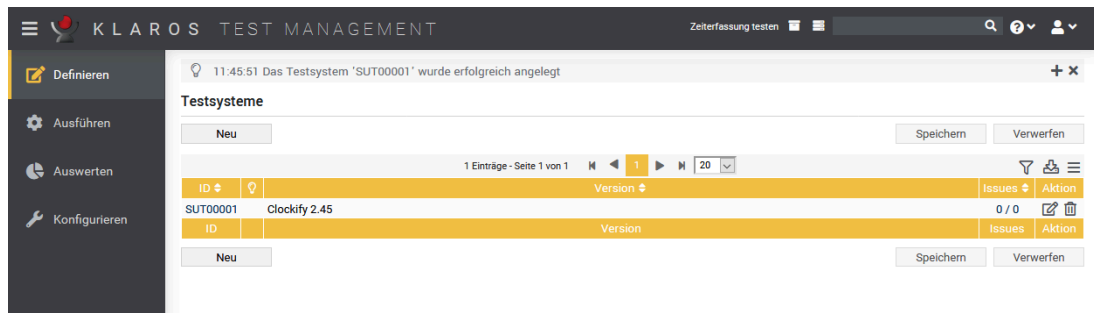 KLAROS TEST MANAGEMENT Zeiterfassung testen
Definieren
Ausführen
Auswerten
Konfigurieren
11:45:51 Das Testsystem 'SUT00001' wurde erfolgreich angelegt
Testsysteme
Neu Speichern Verwerfen
1 Einträge - Seite 1 von 1 1 20
ID Version Issues Aktion
SUT00001 Clockify 2.45 0 / 0
ID Version Issues Aktion
Neu Speichern Verwerfen